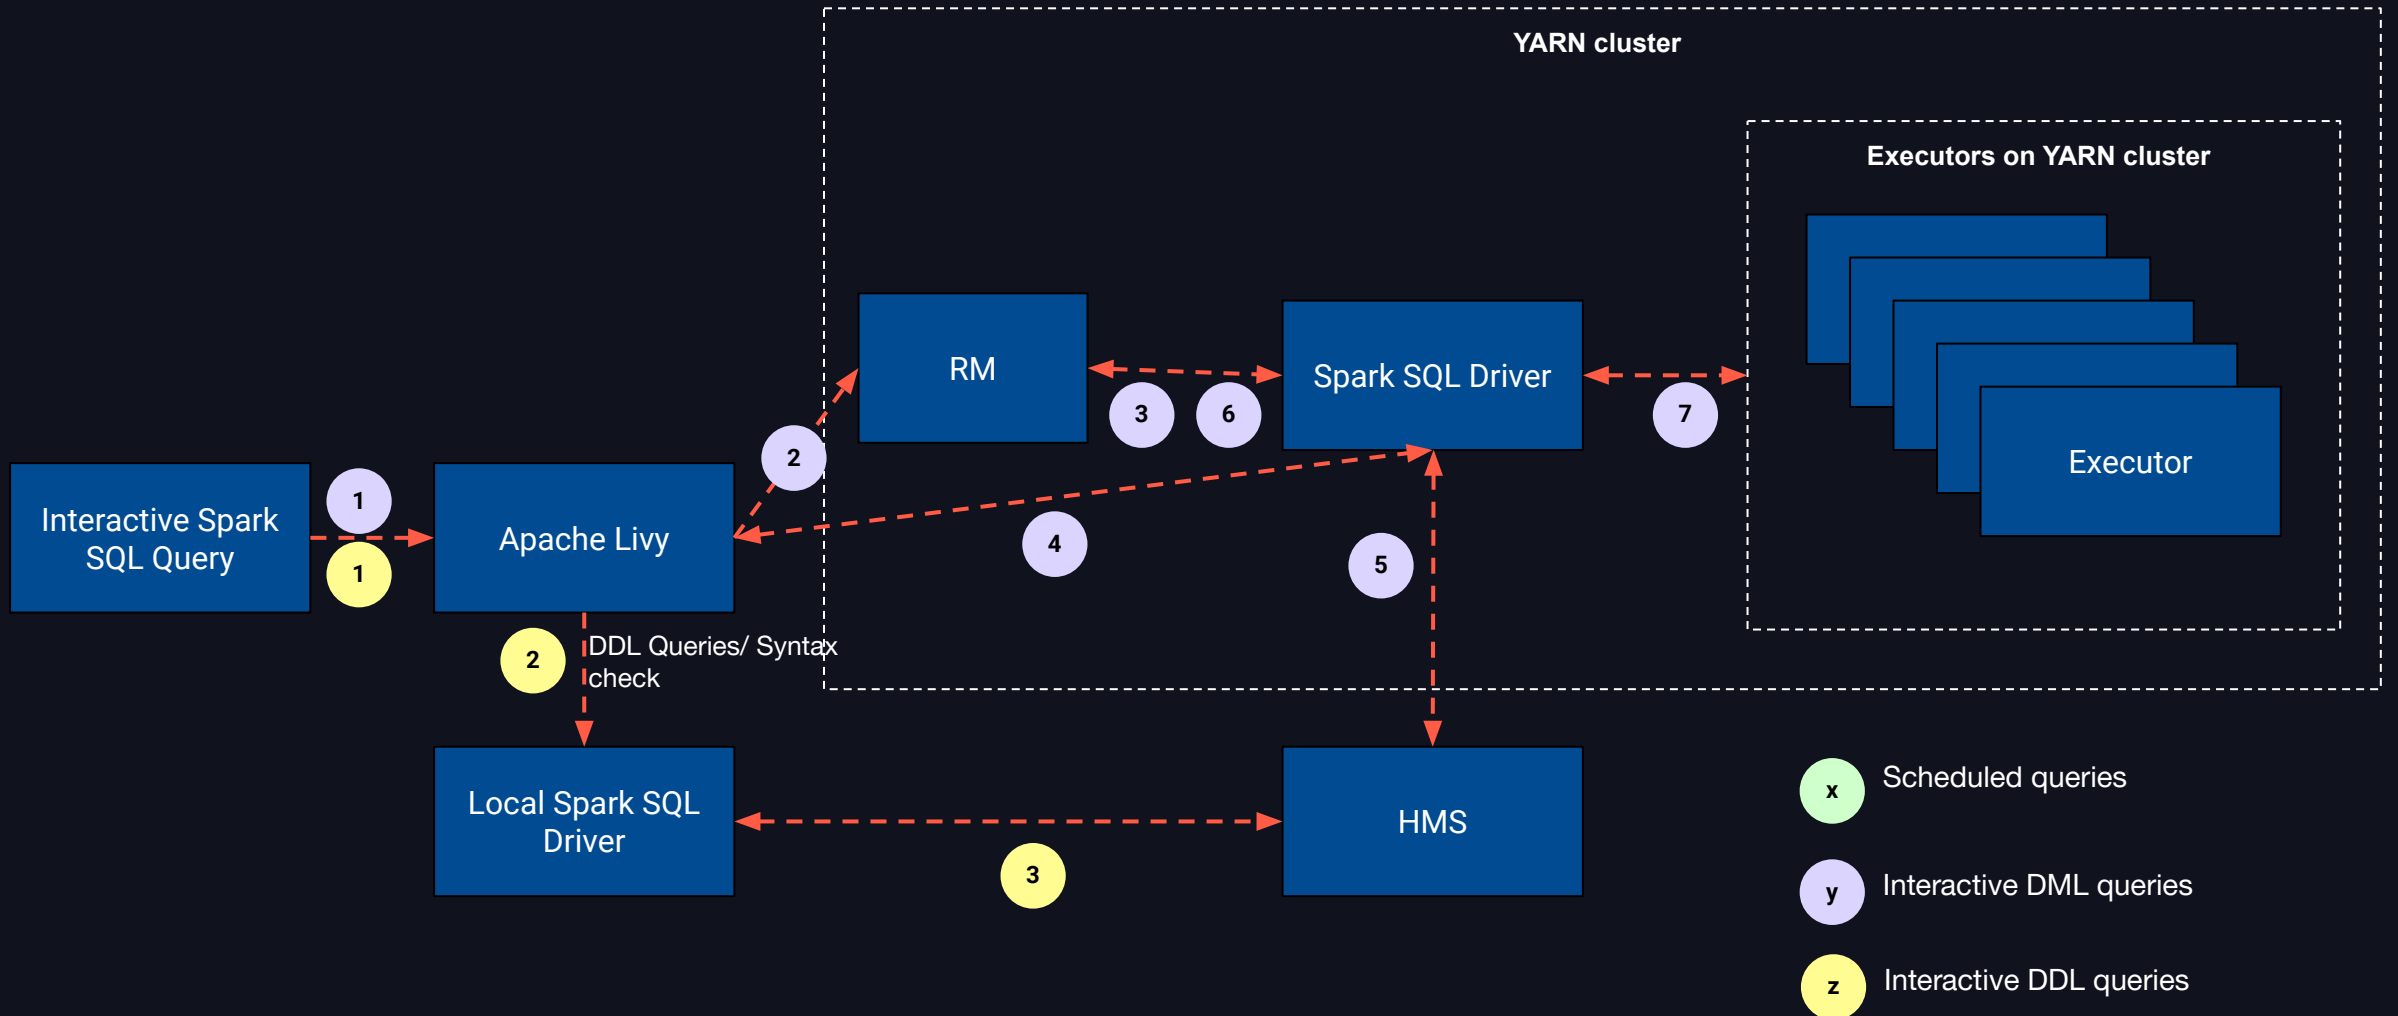 YARN cluster
Executors on YARN cluster
RM
Spark SQL Driver
3
6
7
2
Executor
Interactive Spark
SQL Query
1
1
Apache Livy
4
5
2
DDL Queries/ Syntax
check
Local Spark SQL
Driver
3
HMS
x
Scheduled queries
y
Interactive DML queries
z
Interactive DDL queries